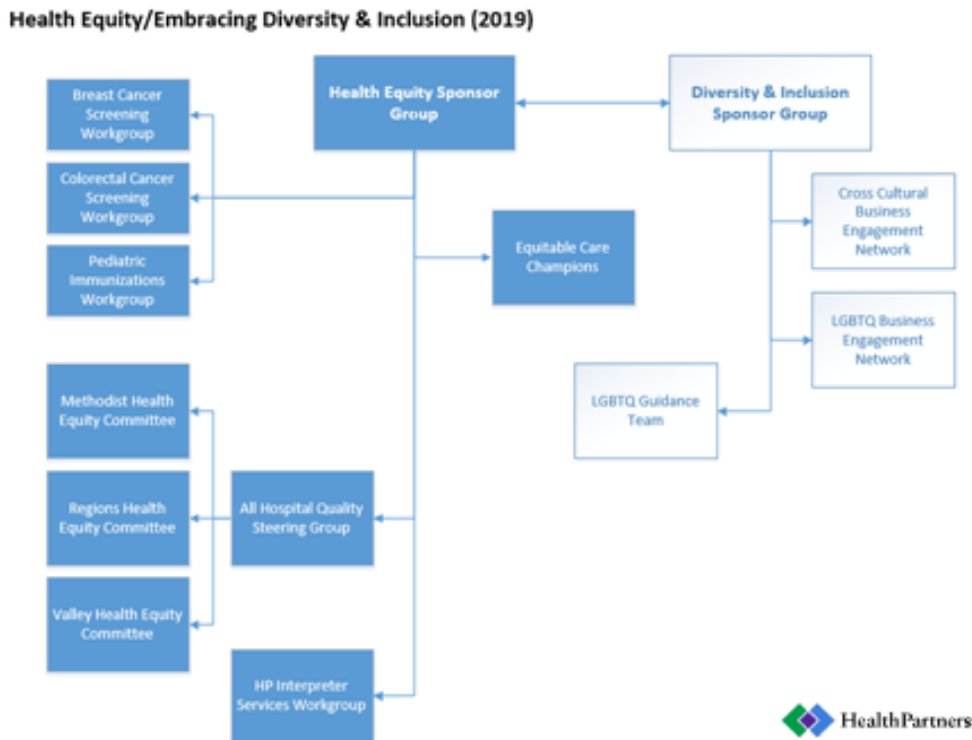 Health Equity/Embracing Diversity & Inclusion (2019)
Health Equity Sponsor
Group
Diversity & Inclusion
Sponsor Group
Breast Cancer
Screening
Workgroup
Colorectal Cancer
Screening
Workgroup
Pediatric
Immunizations
Workgroup
Equitable Care
Champions
Cross Cultural
Business
Engagement
Network
LGBTQ Business
Engagement
Network
LGBTQ Guidance
Team
Methodist Health
Equity Committee
Regions Health
Equity Committee
Valley Health Equity
Committee
All Hospital Quality
Steering Group
HP Interpreter
Services Workgroup
HealthPartners